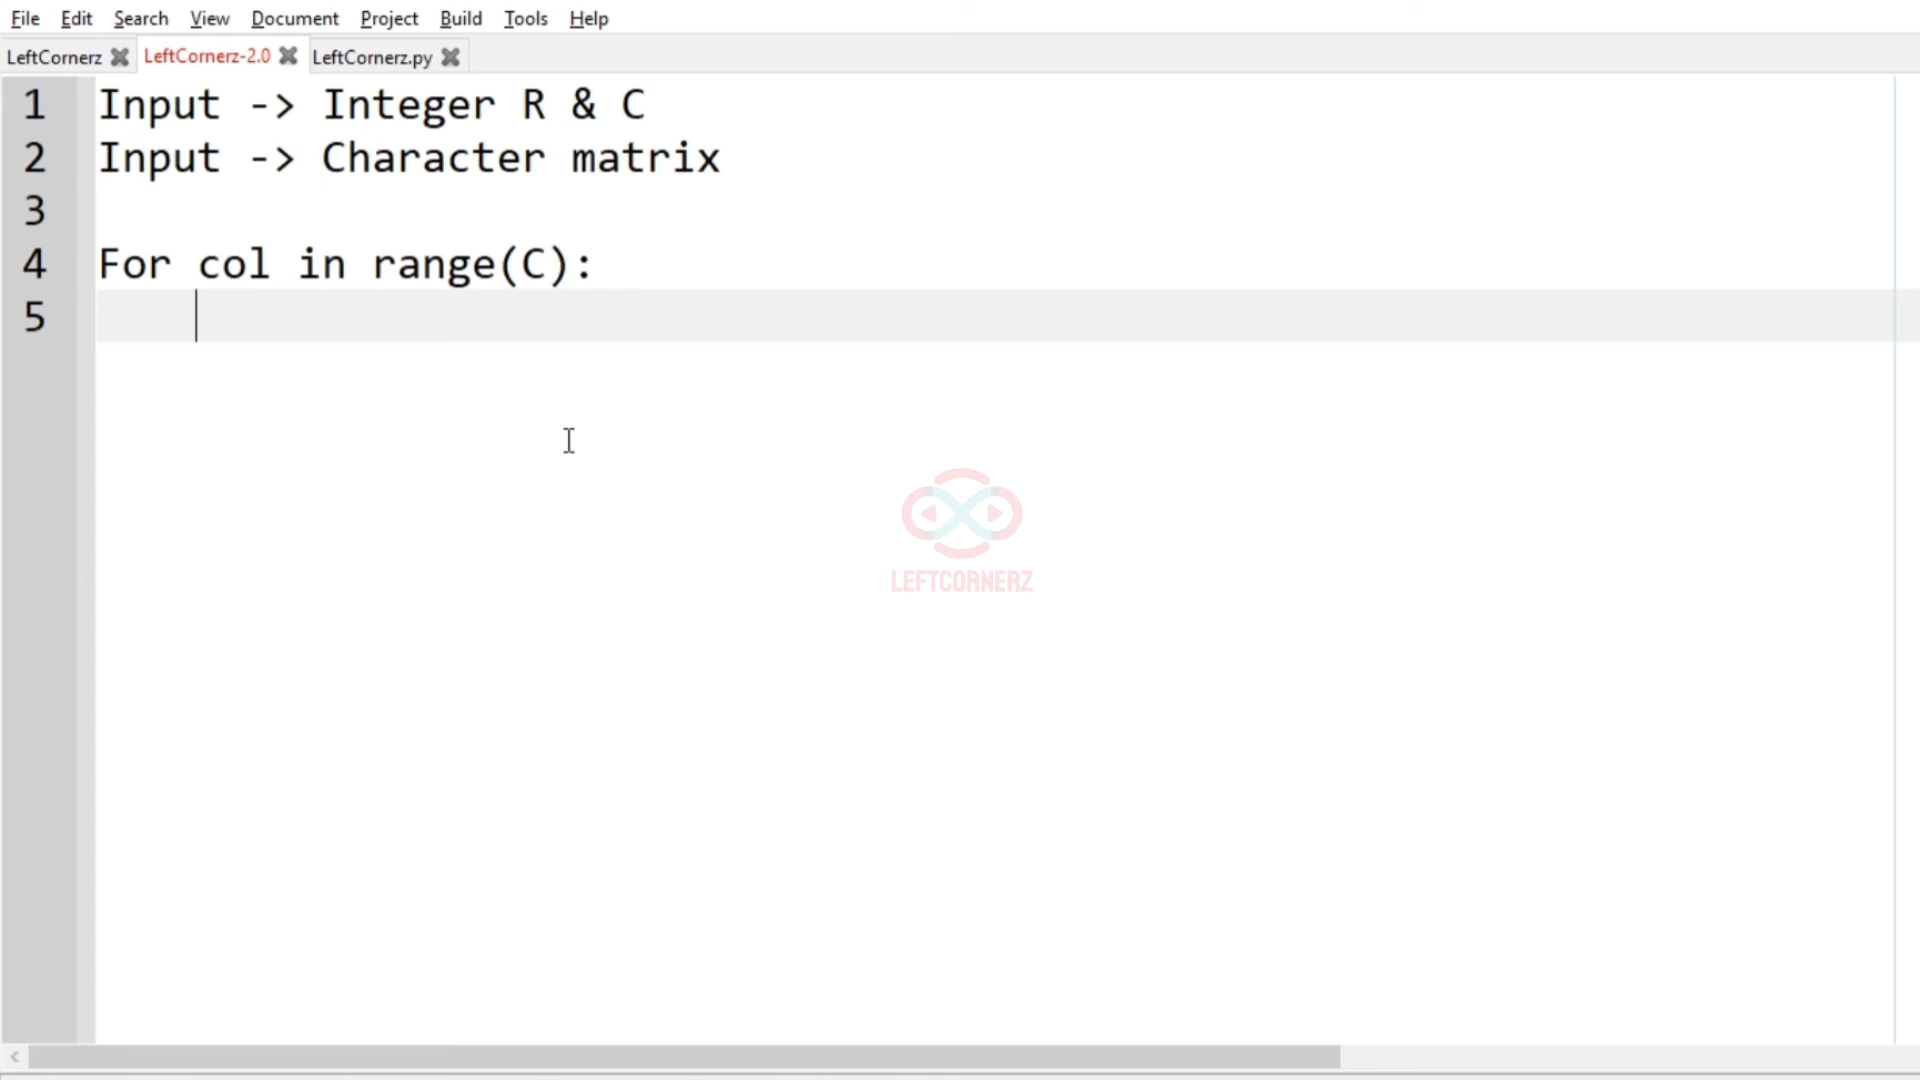 File Edit Search View Document Project Build Tools Help
LeftCornerz LeftCornerz-2.0 LeftCornerz.py
1 Input -> Integer R & C
2 Input -> Character matrix
3
4 For col in range(C):
5
LEFTCORNERZ